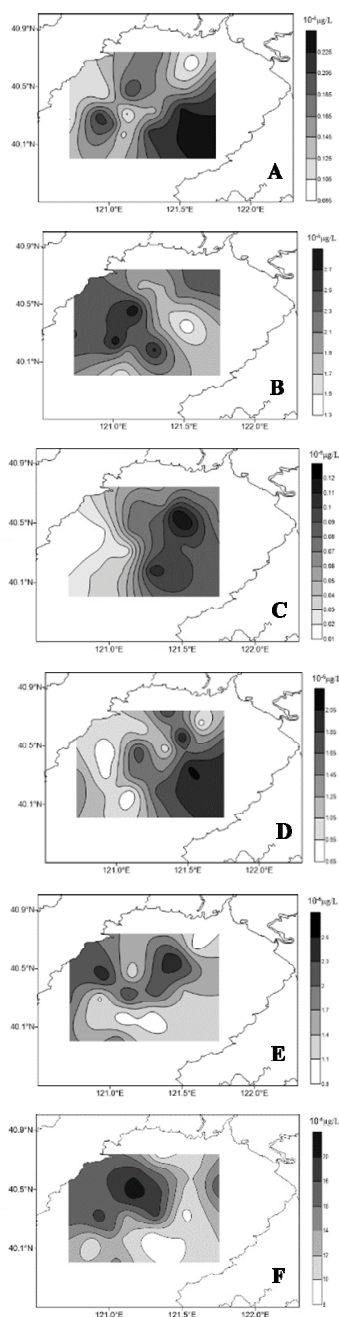 10⁻⁶μg/L
40.9°N
0.225
0.205
40.5°N
0.185
0.165
0.145
40.1°N
0.125
A
0.105
0.085
121.0°E 121.5°E 122.0°E
10⁻⁶μg/L
40.9°N
2.7
2.5
40.5°N
2.3
2.1
1.9
40.1°N
1.7
B
1.5
1.3
121.0°E 121.5°E 122.0°E
10⁻⁶μg/L
40.9°N
0.12
0.11
0.1
40.5°N
0.09
0.08
0.07
0.06
0.05
40.1°N
0.04
0.03
C
0.02
0.01
121.0°E 121.5°E 122.0°E
10⁻⁶μg/L
40.9°N
2.05
1.85
40.5°N
1.65
1.45
1.25
40.1°N
1.05
D
0.85
0.65
121.0°E 121.5°E 122.0°E
10⁻⁶μg/L
40.9°N
2.6
2.3
40.5°N
2
1.7
40.1°N
1.4
E
1.1
0.8
121.0°E 121.5°E 122.0°E
10⁻⁶μg/L
40.9°N
20
18
40.5°N
16
14
40.1°N
12
F
10
8
121.0°E 121.5°E 122.0°E